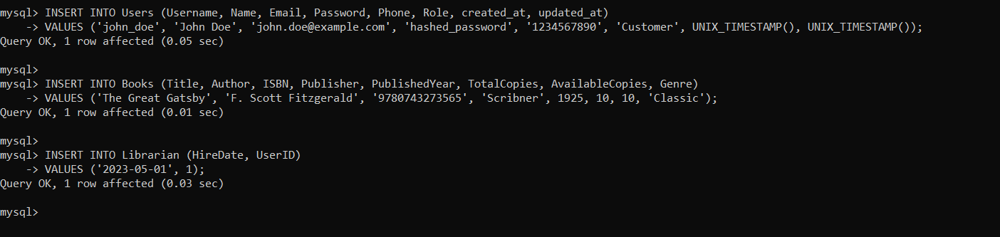 mysql> INSERT INTO Users (Username, Name, Email, Password, Phone, Role, created_at, updated_at)
    -> VALUES ('john_doe', 'John Doe', 'john.doe@example.com', 'hashed_password', '1234567890', 'Customer', UNIX_TIMESTAMP(), UNIX_TIMESTAMP());
Query OK, 1 row affected (0.05 sec)

mysql>
mysql> INSERT INTO Books (Title, Author, ISBN, Publisher, PublishedYear, TotalCopies, AvailableCopies, Genre)
    -> VALUES ('The Great Gatsby', 'F. Scott Fitzgerald', '9780743273565', 'Scribner', 1925, 10, 10, 'Classic');
Query OK, 1 row affected (0.01 sec)

mysql>
mysql> INSERT INTO Librarian (HireDate, UserID)
    -> VALUES ('2023-05-01', 1);
Query OK, 1 row affected (0.03 sec)

mysql>